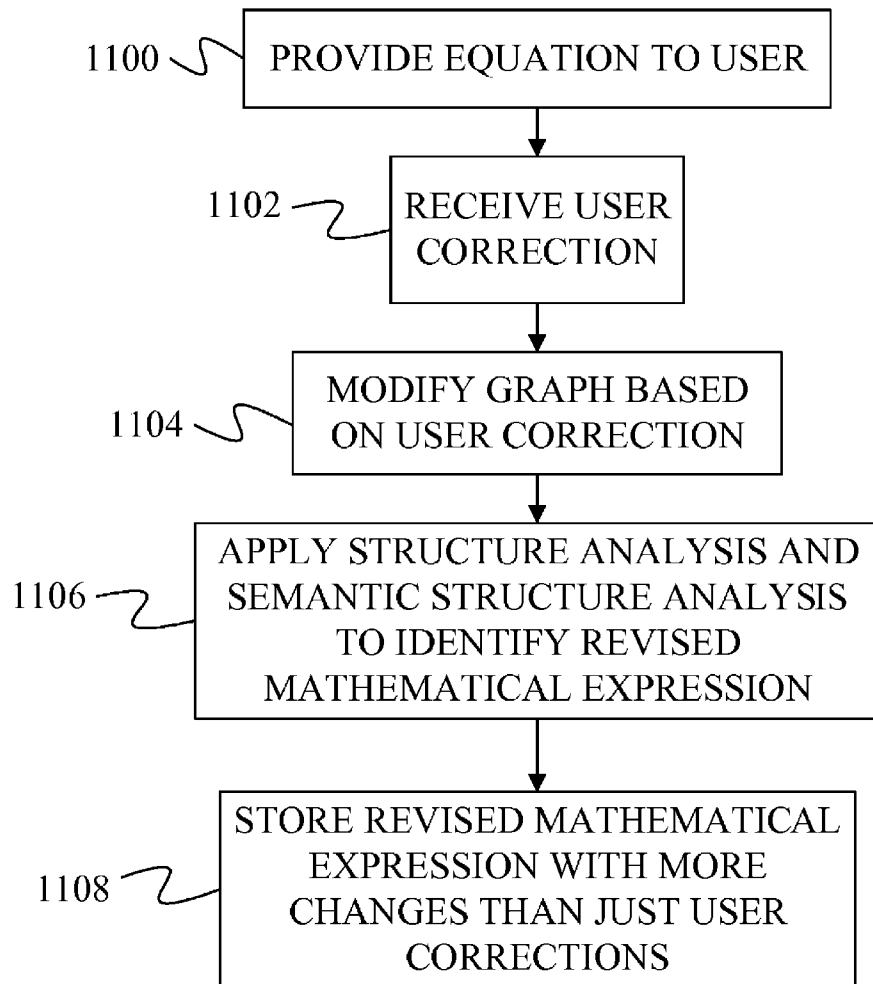 1100 PROVIDE EQUATION TO USER
1102
RECEIVE USER
CORRECTION
1104
MODIFY GRAPH BASED
ON USER CORRECTION
1106
APPLY STRUCTURE ANALYSIS AND
SEMANTIC STRUCTURE ANALYSIS
TO IDENTIFY REVISED
MATHEMATICAL EXPRESSION
1108
STORE REVISED MATHEMATICAL
EXPRESSION WITH MORE
CHANGES THAN JUST USER
CORRECTIONS